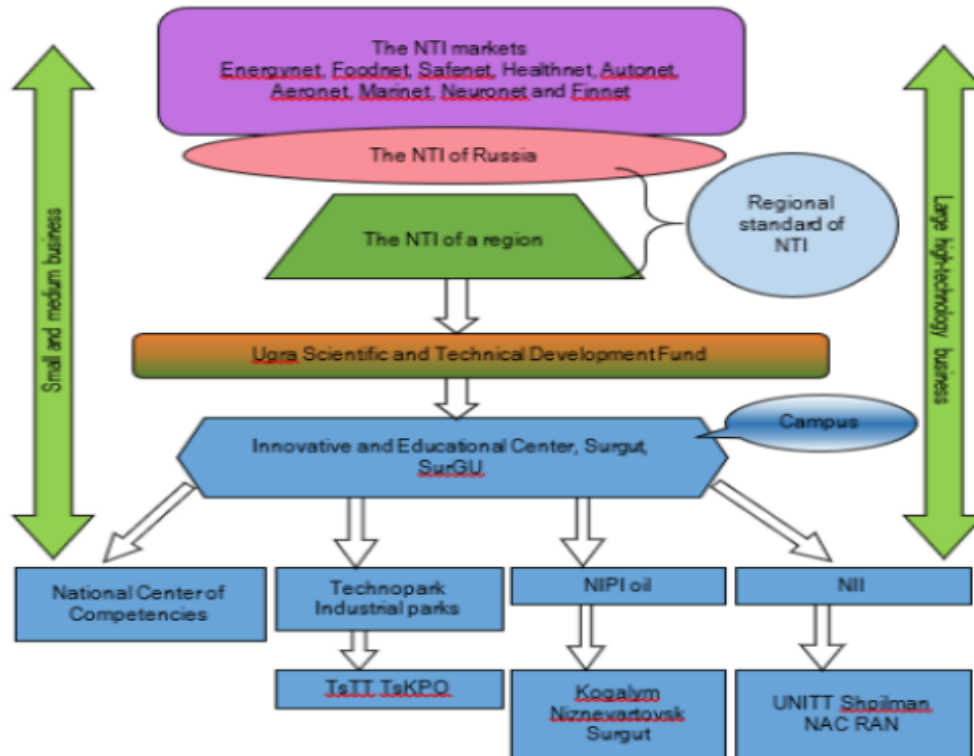 The NTI markets
Energynet, Foodnet, Safenet, Healthnet, Autonet,
Aeronet, Marinet, Neuronet and Finnet
The NTI of Russia
Regional
standard of
NTI
The NTI of a region
Small and medium business
Large high-technology business
Ugra Scientific and Technical Development Fund
Campus
Innovative and Educational Center, Surgut,
SurGU
National Center of
Competencies
Technopark
Industrial parks
NIPI oil
NII
TsTT TsKPO
Kogalym
Niznevartovsk
Surgut
UNITT Shpilman
NAC RAN